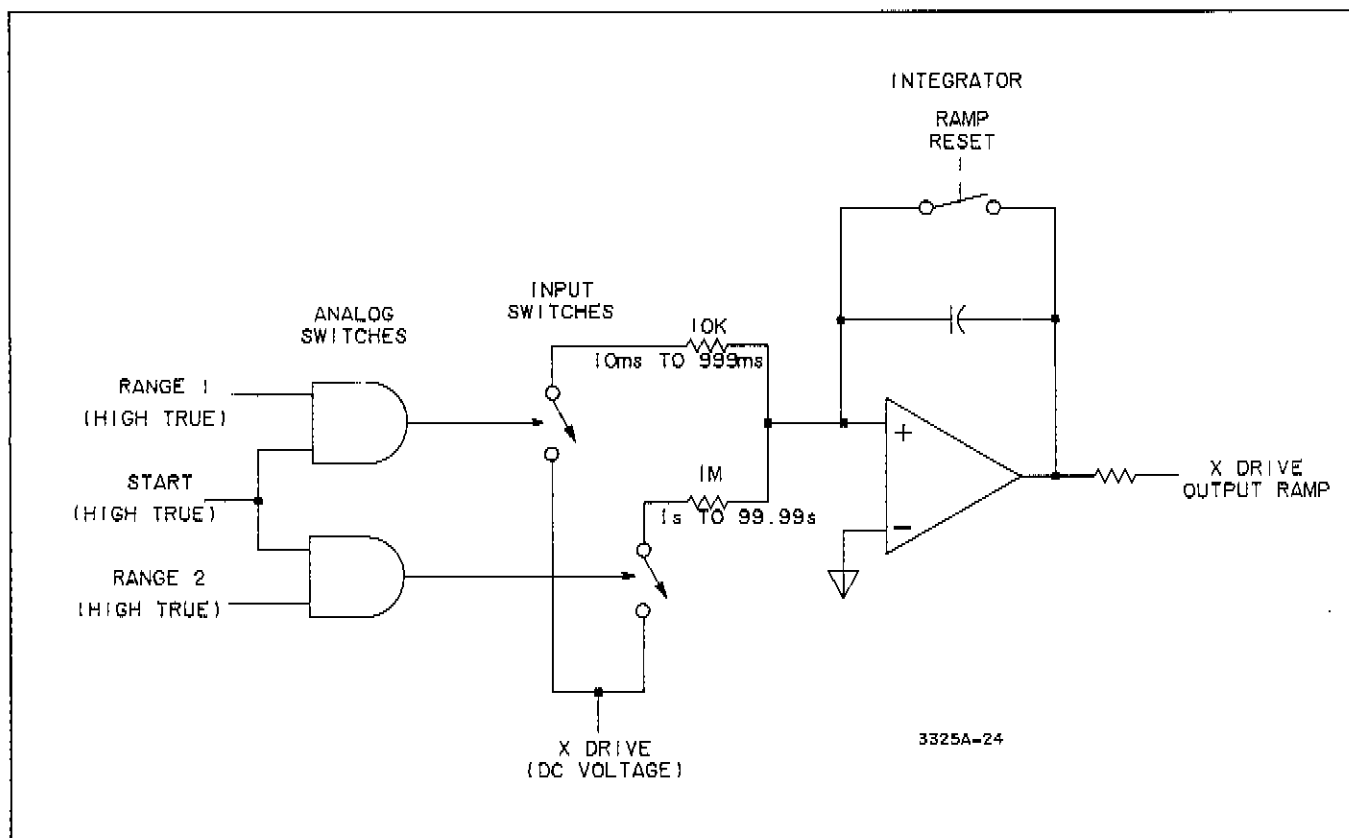 INTEGRATOR
RAMP
RESET
ANALOG
SWITCHES
INPUT
SWITCHES
10K
10ms TO 999ms
RANGE 1
(HIGH TRUE)
START
(HIGH TRUE)
RANGE 2
(HIGH TRUE)
1M
1s TO 99.99s
+
−
X DRIVE
OUTPUT RAMP
X DRIVE
(DC VOLTAGE)
3325A-24